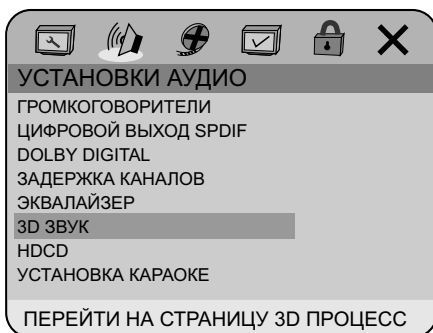 УСТАНОВКИ АУДИО
ГРОМКОГОВОРИТЕЛИ
ЦИФРОВОЙ ВЫХОД SPDIF
DOLBY DIGITAL
ЗАДЕРЖКА КАНАЛОВ
ЭКВАЛАЙЗЕР
3D ЗВУК
HDCD
УСТАНОВКА КАРАОКЕ
ПЕРЕЙТИ НА СТРАНИЦУ 3D ПРОЦЕСС